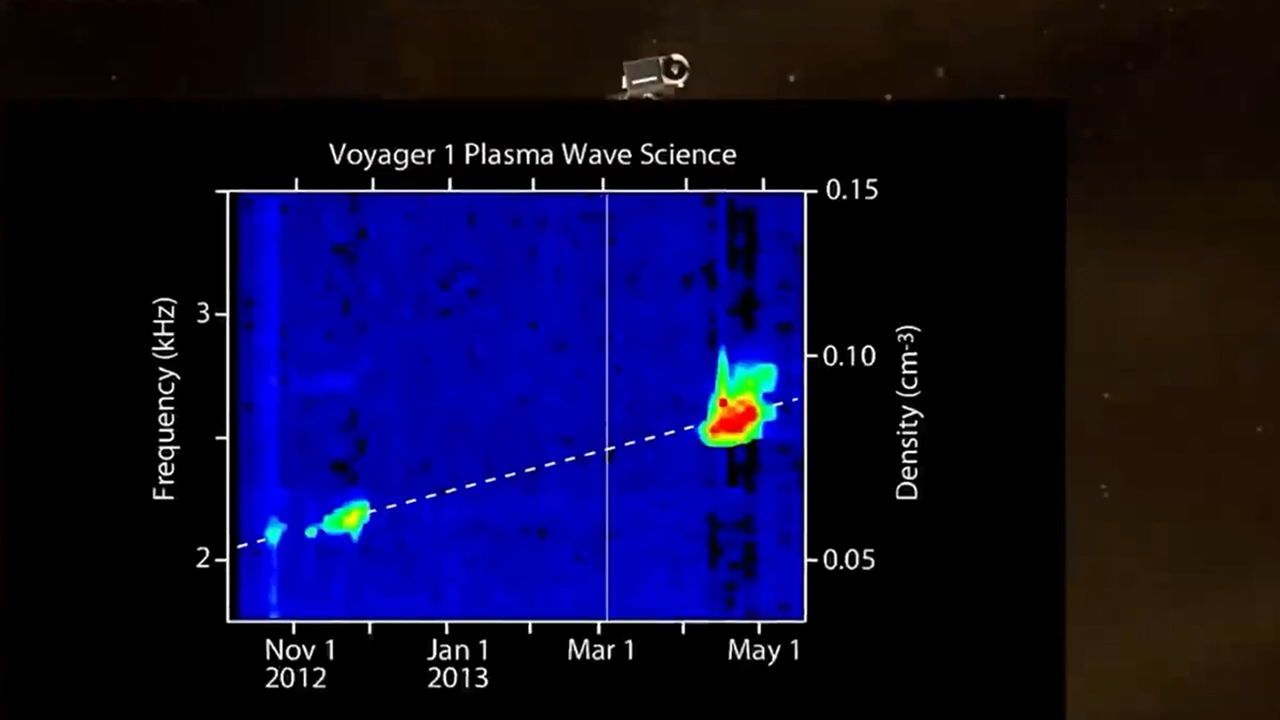 Voyager 1 Plasma Wave Science
0.15
3
0.10
2
0.05
Frequency (kHz)
Density (cm-3)
Nov 1
2012
Jan 1
2013
Mar 1
May 1